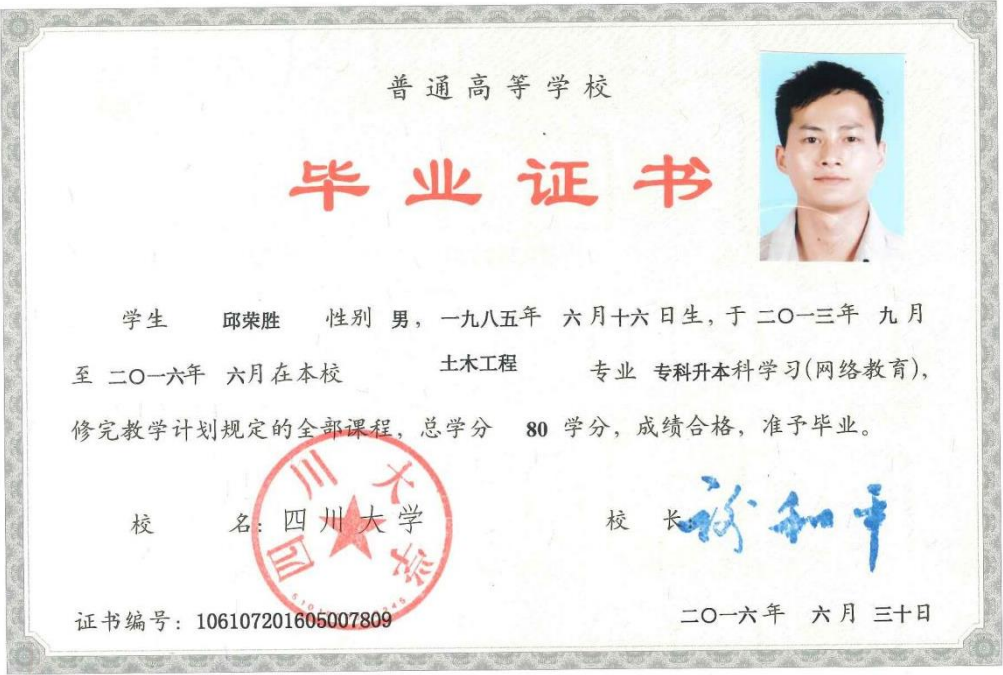 普通高等学校
毕业证书
学生 邱荣胜 性别 男，一九八五年 六月十六日生，于二〇一三年 九月
至 二〇一六年 六月在本校 土木工程 专业 专科升本科学习(网络教育)，
修完教学计划规定的全部课程，总学分 80 学分，成绩合格，准予毕业。
校 名：四川大学 校 长：谢和平
四川大学
证书编号：106107201605007809 二〇一六年 六月 三十日